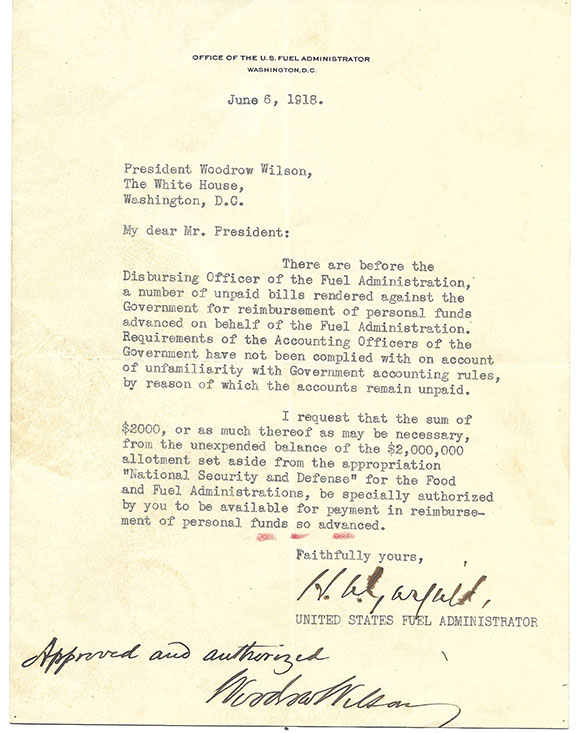 OFFICE OF THE U.S. FUEL ADMINISTRATOR
WASHINGTON, D.C.
June 6, 1918.
President Woodrow Wilson,
The White House,
Washington, D.C.
My dear Mr. President:
There are before the
Disbursing Officer of the Fuel Administration,
a number of unpaid bills rendered against the
Government for reimbursement of personal funds
advanced on behalf of the Fuel Administration.
Requirements of the Accounting Officers of the
Government have not been complied with on account
of unfamiliarity with Government accounting rules,
by reason of which the accounts remain unpaid.
I request that the sum of
$2000, or as much thereof as may be necessary,
from the unexpended balance of the $2,000,000
allotment set aside from the appropriation
"National Security and Defense" for the Food
and Fuel Administrations, be specially authorized
by you to be available for payment in reimburse-
ment of personal funds so advanced.
Faithfully yours,
H. A. Garfield,
UNITED STATES FUEL ADMINISTRATOR
Approved and authorized
Woodrow Wilson